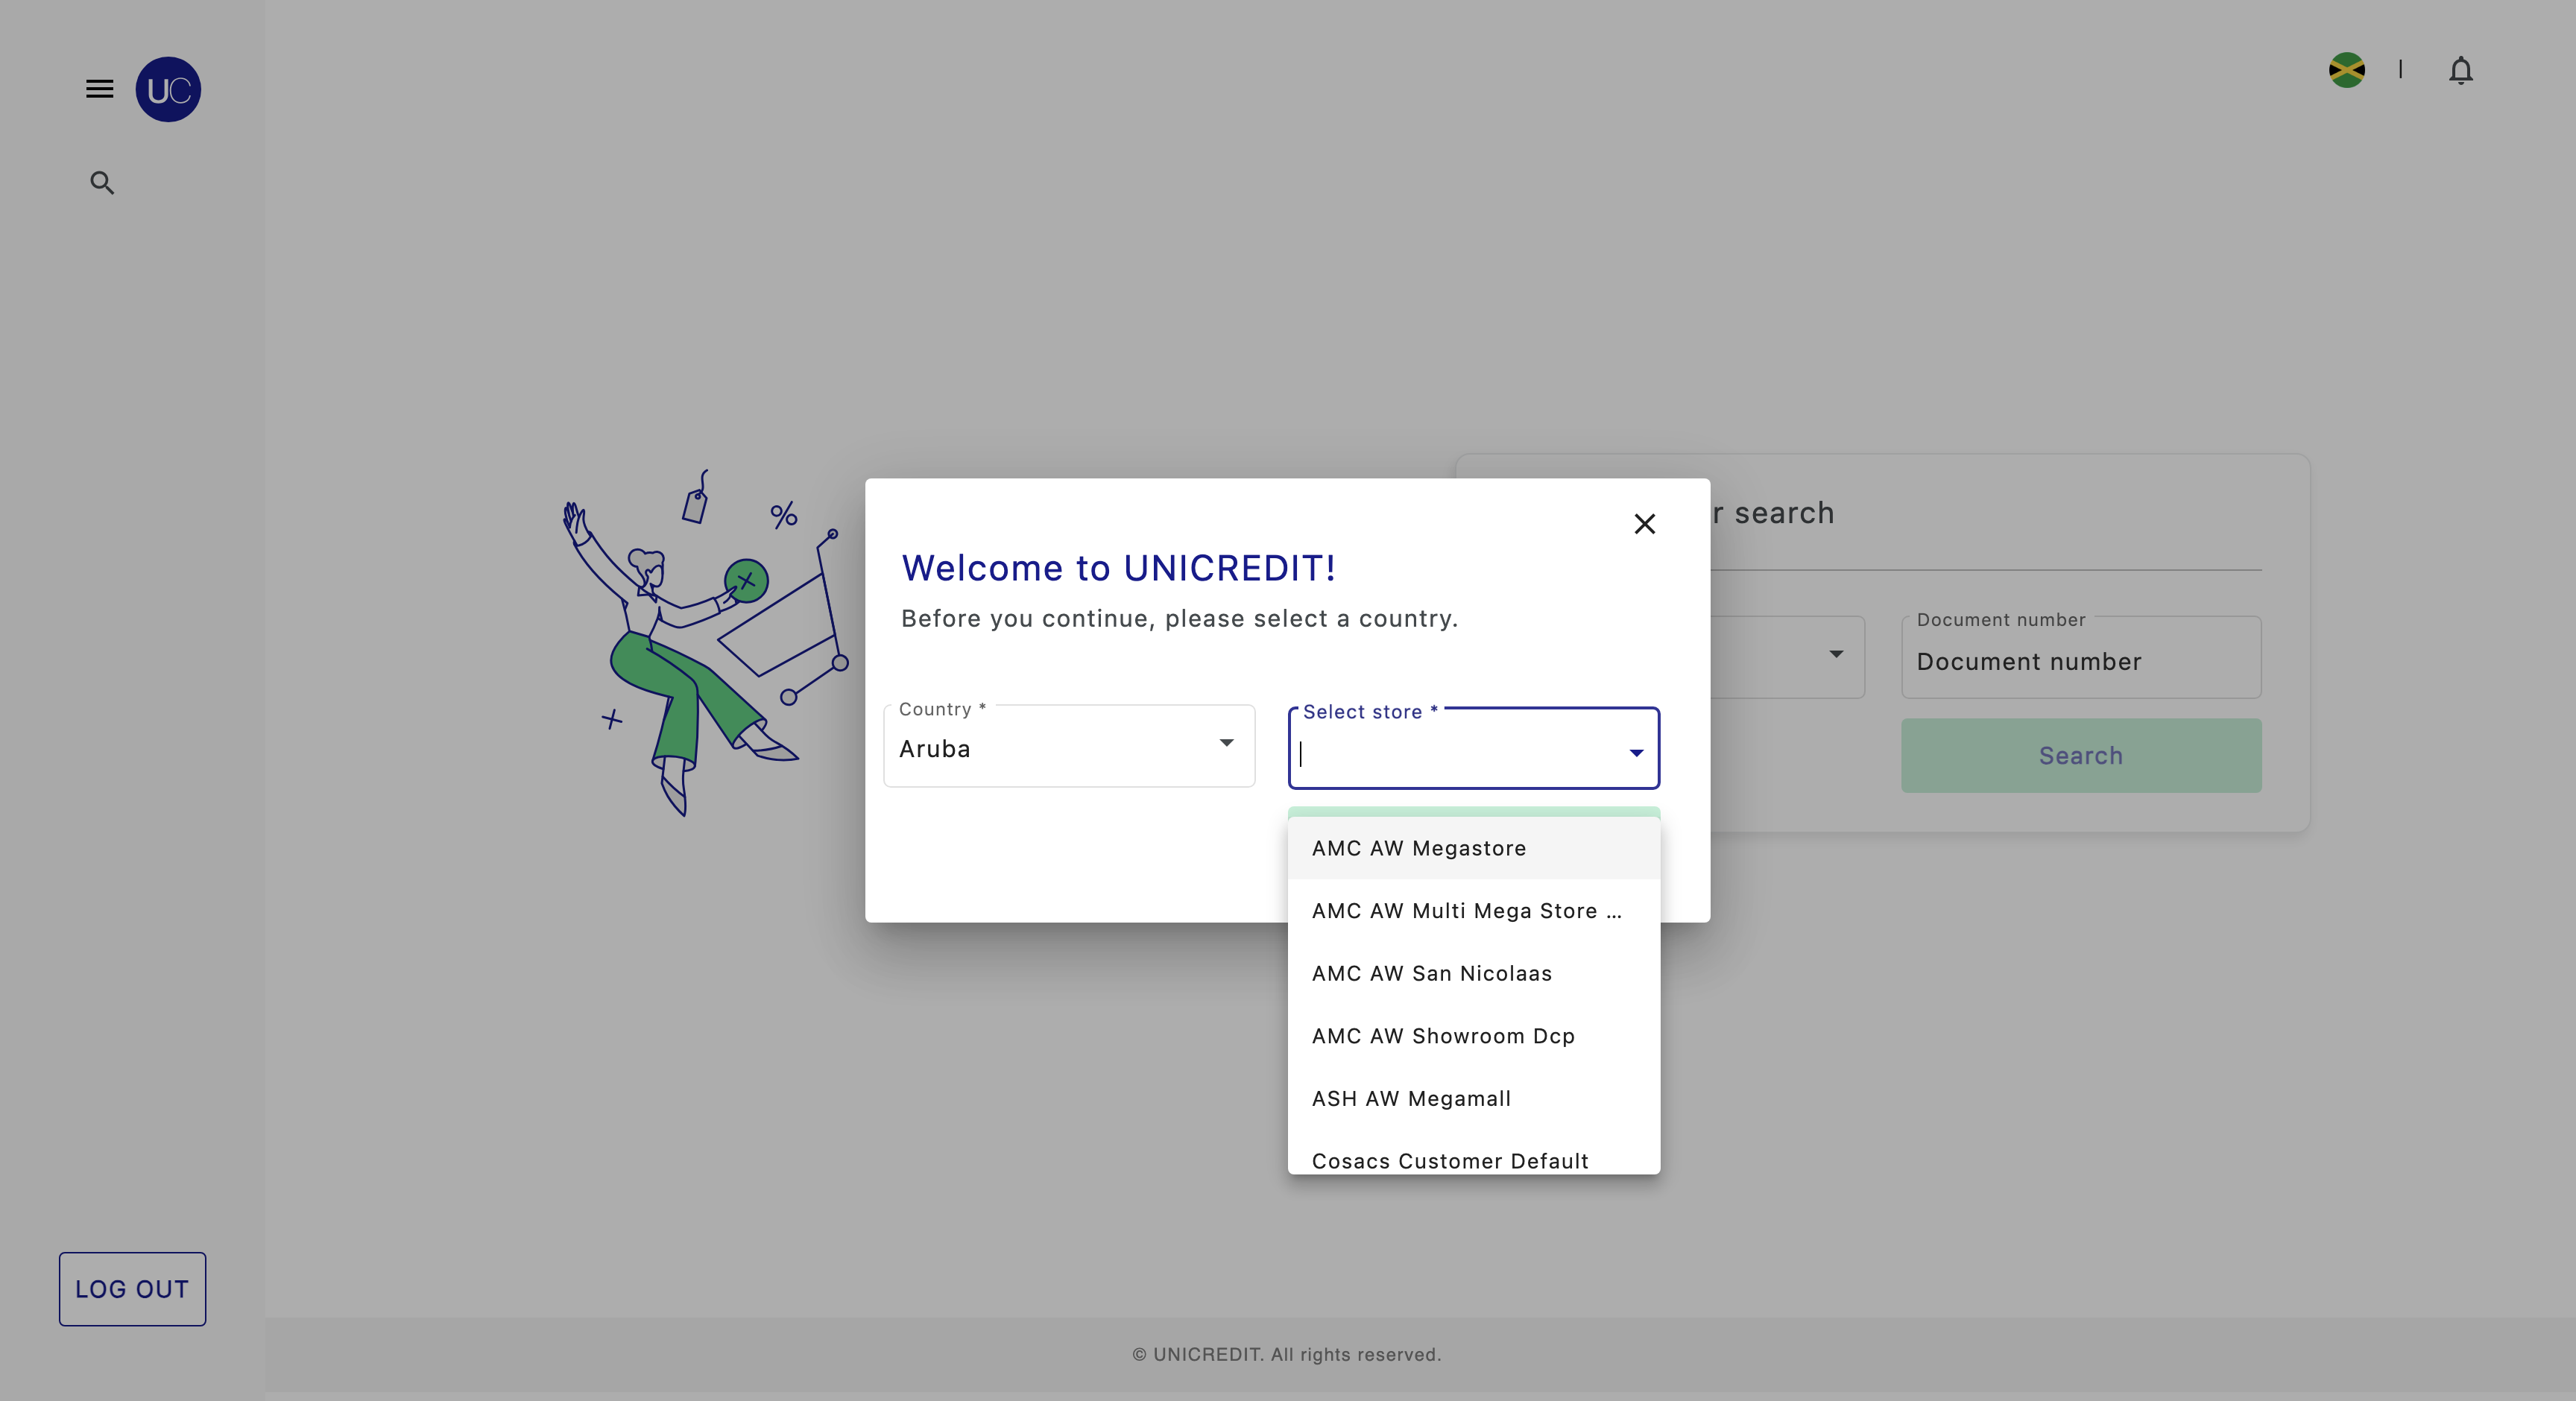 UC
r search
Welcome to UNICREDIT!
Before you continue, please select a country.
Document number
Document number
Country *
Aruba
Select store *
Search
AMC AW Megastore
AMC AW Multi Mega Store ...
AMC AW San Nicolaas
AMC AW Showroom Dcp
ASH AW Megamall
Cosacs Customer Default
LOG OUT
© UNICREDIT. All rights reserved.